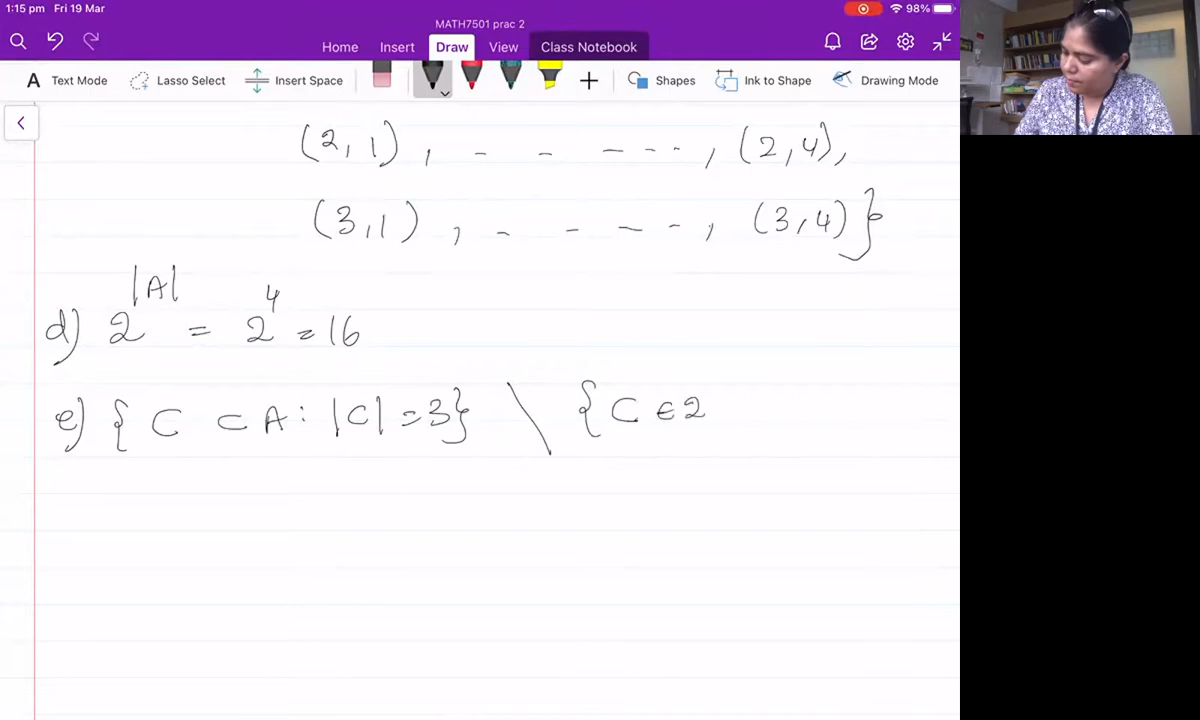 1:15 pm Fri 19 Mar
98%
MATH7501 prac 2
Home Insert Draw View Class Notebook
A Text Mode Lasso Select Insert Space Shapes Ink to Shape Drawing Mode
(2,1), - - - - - , (2,4),
(3,1), - - - - , (3,4)}
d) 2^|A| = 2^4 = 16
e) {C ⊂ A : |C| = 3} \ {C ∈ 2